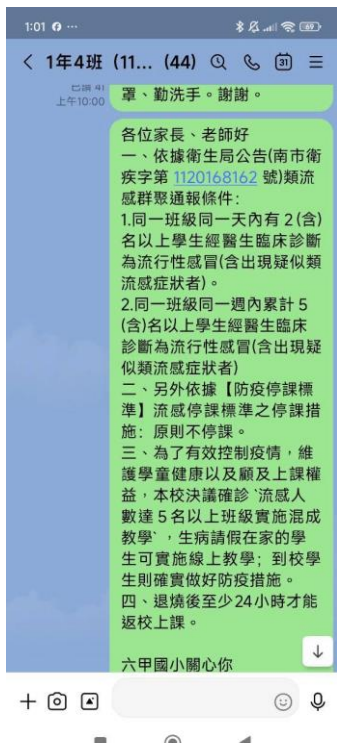 1:01
69
1年4班 (11... (44)
31
已讀 41
上午10:00
罩、勤洗手。謝謝。
各位家長、老師好
一、依據衛生局公告(南市衛
疾字第 1120168162 號)類流
感群聚通報條件:
1.同一班級同一天內有 2(含)
名以上學生經醫生臨床診斷
為流行性感冒(含出現疑似類
流感症狀者)。
2.同一班級同一週內累計 5
(含)名以上學生經醫生臨床
診斷為流行性感冒(含出現疑
似類流感症狀者)
二、另外依據【防疫停課標
準】流感停課標準之停課措
施: 原則不停課。
三、為了有效控制疫情,維
護學童健康以及顧及上課權
益,本校決議確診 ˋ流感人
數達 5 名以上班級實施混成
教學ˋ ,生病請假在家的學
生可實施線上教學; 到校學
生則確實做好防疫措施。
四、退燒後至少24小時才能
返校上課。
六甲國小關心你